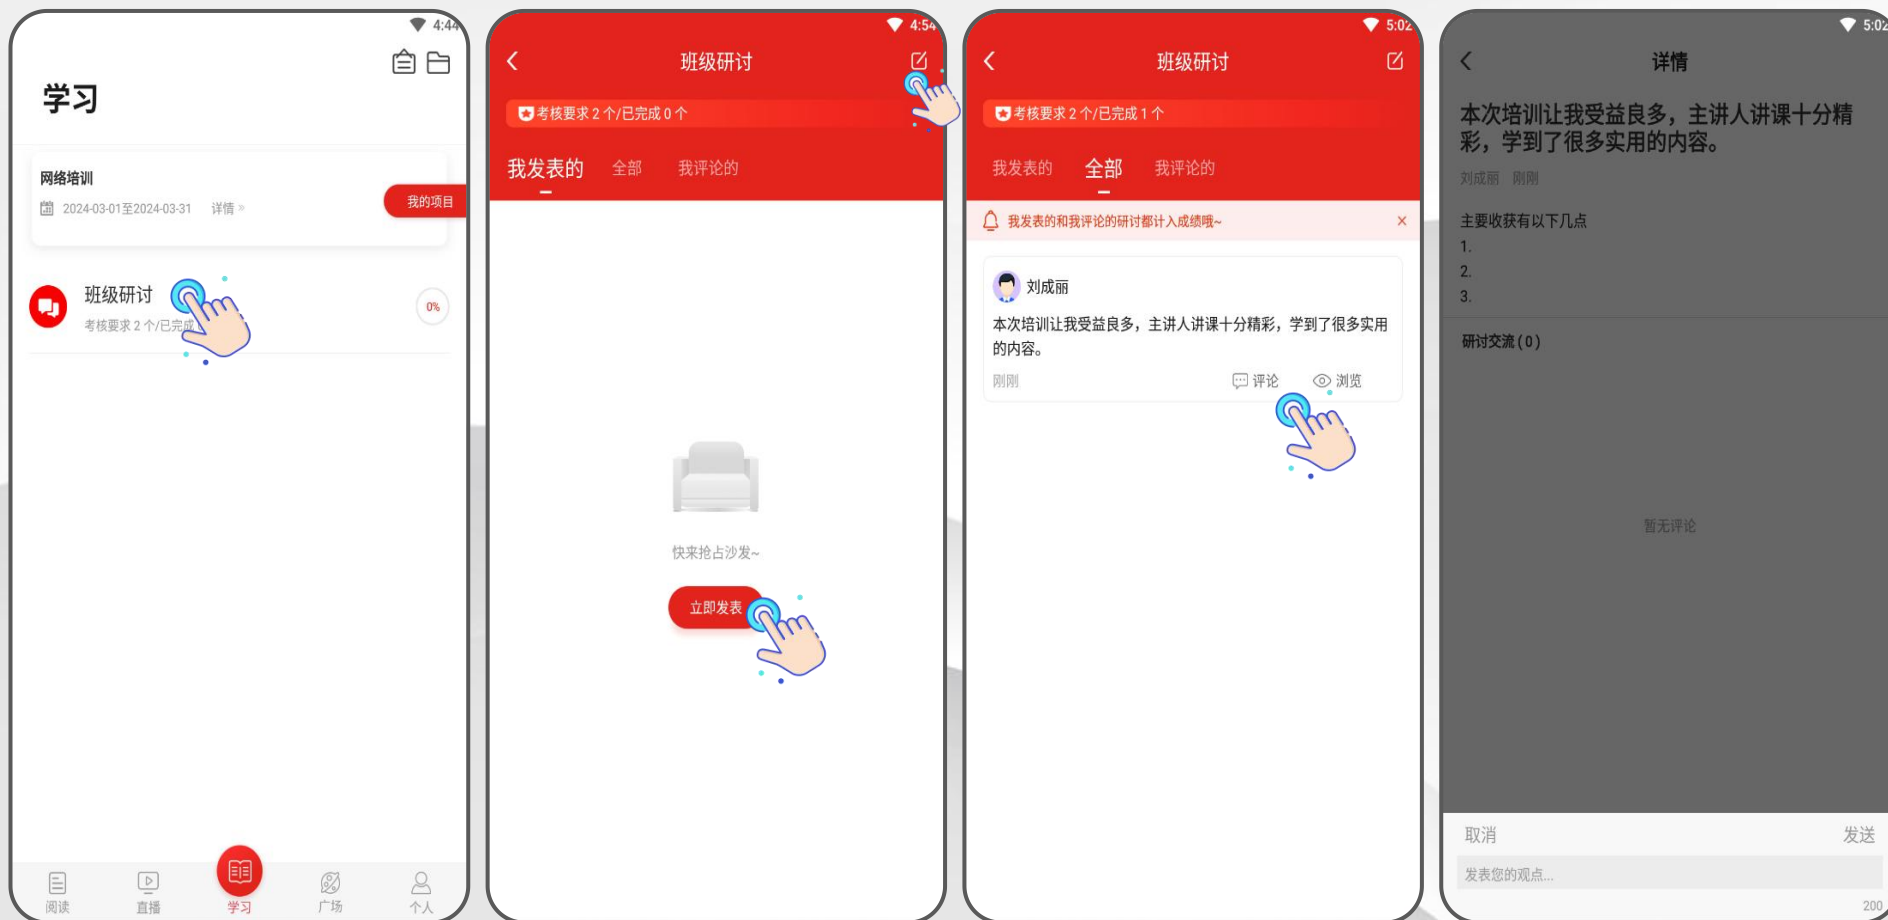 4:44
学习
网络培训
2024-03-01至2024-03-31 详情 »
我的项目
班级研讨
考核要求 2 个/已完成
0%
阅读
直播
学习
广场
个人
4:54
班级研讨
考核要求 2 个/已完成 0 个
我发表的 全部 我评论的
快来抢占沙发~
立即发表
5:02
班级研讨
考核要求 2 个/已完成 1 个
我发表的 全部 我评论的
我发表的和我评论的研讨都计入成绩哦~
刘成丽
本次培训让我受益良多，主讲人讲课十分精彩，学到了很多实用
的内容。
刚刚 评论 浏览
5:02
详情
本次培训让我受益良多，主讲人讲课十分精
彩，学到了很多实用的内容。
刘成丽 刚刚
主要收获有以下几点
1.
2.
3.
研讨交流 ( 0 )
暂无评论
取消 发送
发表您的观点...
200